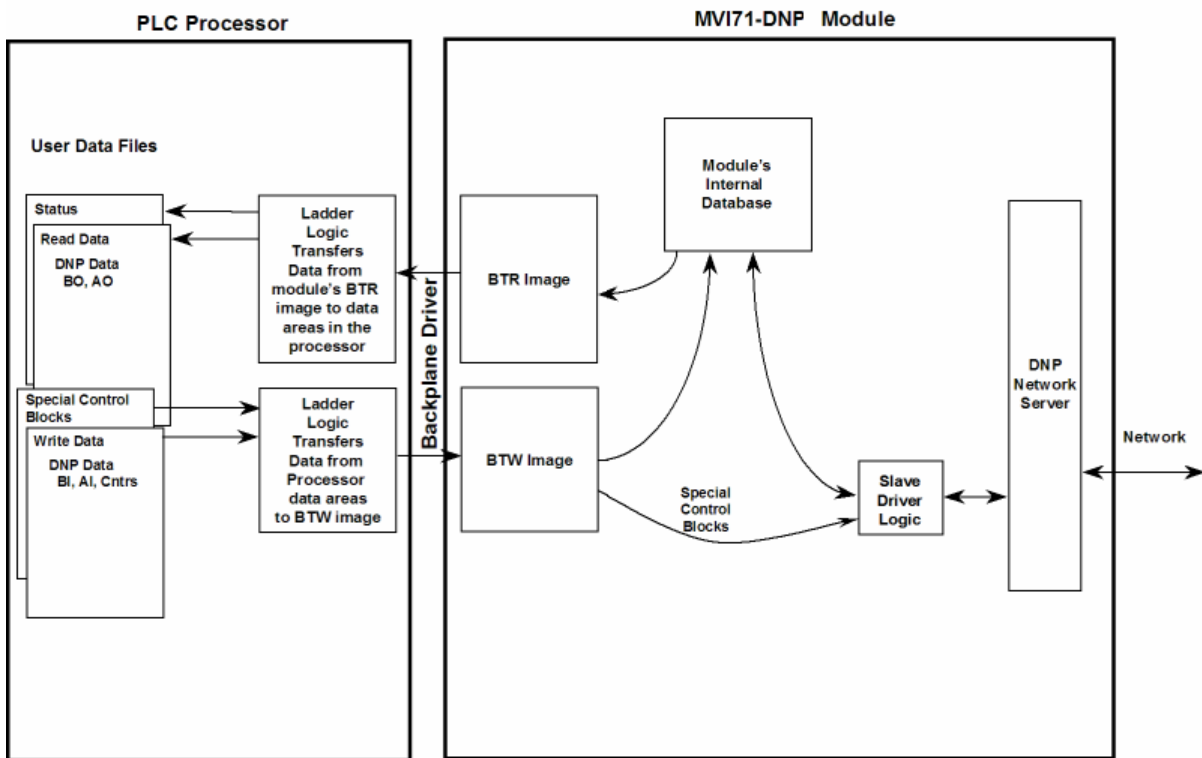 PLC Processor
MVI71-DNP Module
User Data Files
Status
Read Data
DNP Data
BO, AO
Special Control
Blocks
Write Data
DNP Data
BI, AI, Cntrs
Ladder
Logic
Transfers
Data from
module's BTR
image to data
areas in the
processor
Ladder
Logic
Transfers
Data from
Processor
data areas
to BTW image
Backplane Driver
BTR Image
BTW Image
Module's
Internal
Database
Special
Control
Blocks
Slave
Driver
Logic
DNP
Network
Server
Network